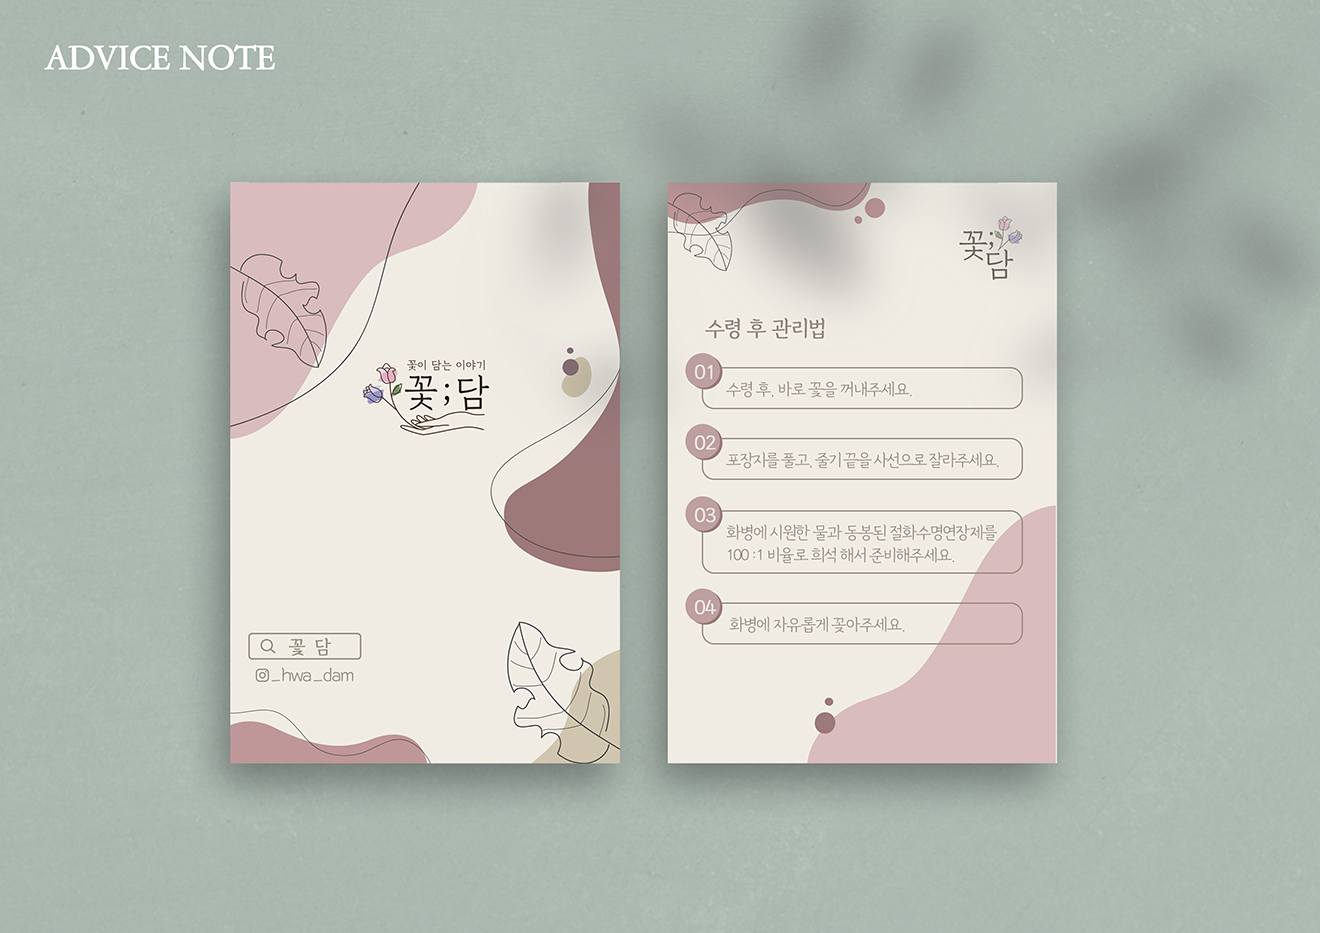 ADVICE NOTE
꽃이 담는 이야기
꽃;담
꽃담
_hwa_dam
꽃;
담
수령 후 관리법
01
수령 후, 바로 꽃을 꺼내주세요.
02
포장지를 풀고, 줄기 끝을 사선으로 잘라주세요.
03
화병에 시원한 물과 동봉된 절화수명연장제를
100 :1 비율로 희석 해서 준비해주세요.
04
화병에 자유롭게 꽂아주세요.